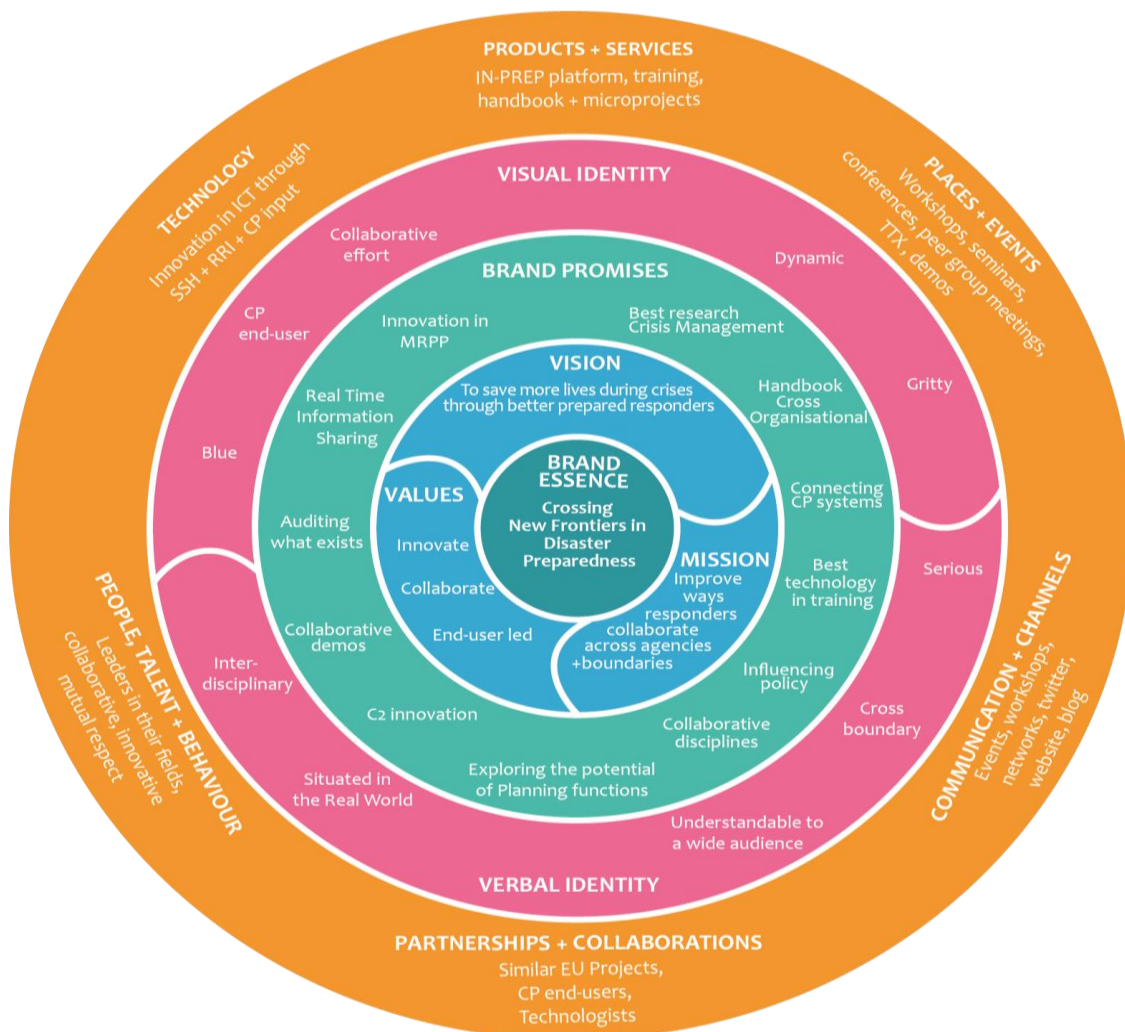 PRODUCTS + SERVICES
IN-PREP platform, training,
handbook + microprojects
TECHNOLOGY
Innovation in ICT through
SSH + RRI + CP input
PLACES + EVENTS
Workshops, seminars,
conferences, peer group meetings,
TTX, demos
VISUAL IDENTITY
Collaborative
effort
Dynamic
CP
end-user
Gritty
Blue
BRAND PROMISES
Innovation in
MRPP
Best research
Crisis Management
Real Time
Information
Sharing
Handbook
Cross
Organisational
Auditing
what exists
Connecting
CP systems
Best
technology
in training
Collaborative
demos
Influencing
policy
C2 innovation
Collaborative
disciplines
Exploring the potential
of Planning functions
VISION
To save more lives during crises
through better prepared responders
BRAND
ESSENCE
Crossing
New Frontiers in
Disaster
Preparedness
VALUES
Innovate
Collaborate
End-user led
MISSION
Improve
ways
responders
collaborate
across agencies
+boundaries
Serious
Inter-
disciplinary
Cross
boundary
Situated in
the Real World
Understandable to
a wide audience
VERBAL IDENTITY
PEOPLE, TALENT + BEHAVIOUR
Leaders in their fields,
collaborative, innovative
mutual respect
COMMUNICATION + CHANNELS
Events, workshops,
networks, twitter,
website, blog
PARTNERSHIPS + COLLABORATIONS
Similar EU Projects,
CP end-users,
Technologists